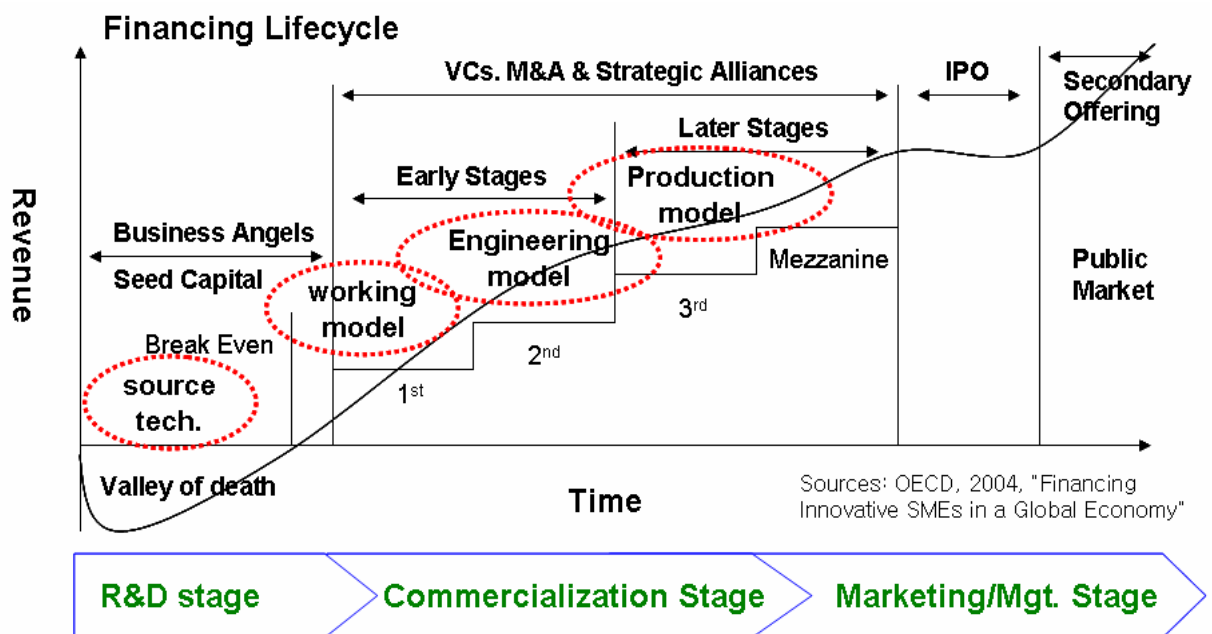 Financing Lifecycle
VCs. M&A & Strategic Alliances
IPO
Secondary
Offering
Later Stages
Early Stages
Production
model
Revenue
Business Angels
Seed Capital
Engineering
model
Mezzanine
Public
Market
working
model
3rd
Break Even
2nd
source
tech.
1st
Valley of death
Time
Sources: OECD, 2004, "Financing
Innovative SMEs in a Global Economy"
R&D stage
Commercialization Stage
Marketing/Mgt. Stage